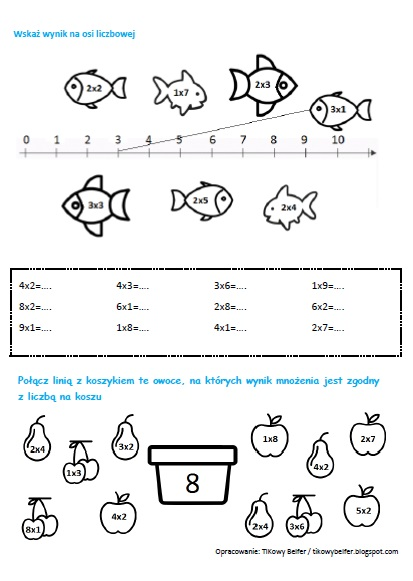 Wskaż wynik na osi liczbowej
2x2 1x7 2x3 3x1
0 1 2 3 4 5 6 7 8 9 10
3x3 2x5 2x4
4x2=.... 4x3=.... 3x6=.... 1x9=....
8x2=.... 6x1=.... 2x8=.... 6x2=....
9x1=.... 1x8=.... 4x1=.... 2x7=....
Połącz linią z koszykiem te owoce, na których wynik mnożenia jest zgodny
z liczbą na koszu
2x4 1x3 3x2 1x8 4x2 2x7
8
8x1 4x2 2x4 3x6 5x2
Opracowanie: TIKowy Belfer / tikowybelfer.blogspot.com